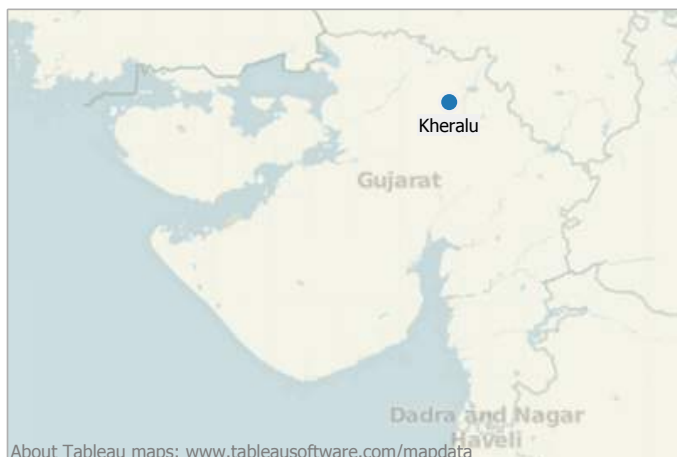 Kheralu
Gujarat
Dadra and Nagar
Haveli
About Tableau maps: www.tableausoftware.com/mapdata